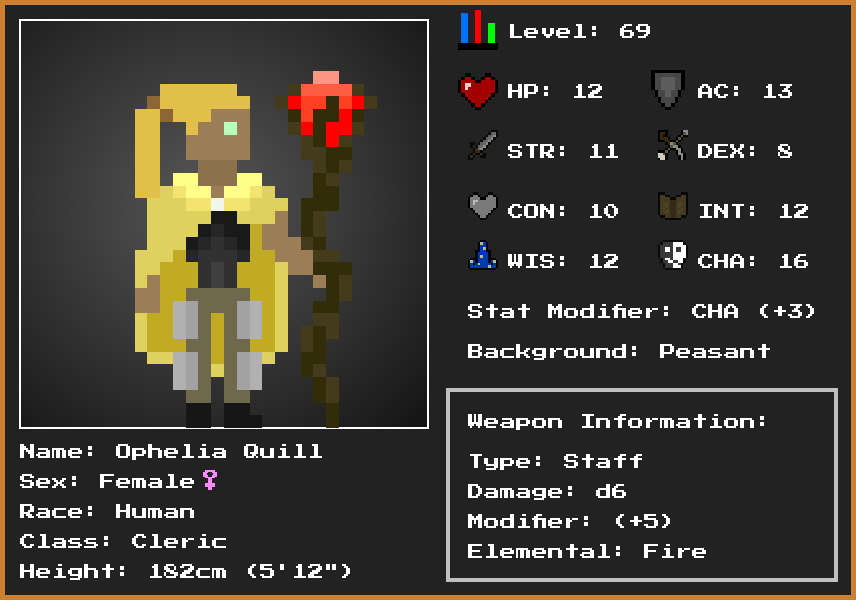 Level: 69
HP: 12 AC: 13
STR: 11 DEX: 8
CON: 10 INT: 12
WIS: 12 CHA: 16
Stat Modifier: CHA (+3)
Background: Peasant
Weapon Information:
Type: Staff
Damage: d6
Modifier: (+5)
Elemental: Fire
Name: Ophelia Quill
Sex: Female♀
Race: Human
Class: Cleric
Height: 182cm (5'12")